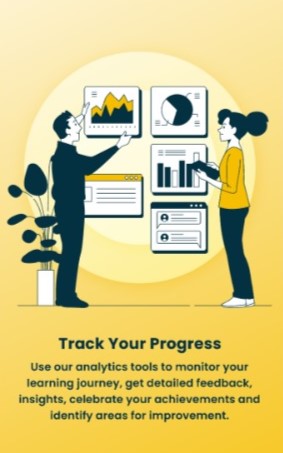 Track Your Progress
Use our analytics tools to monitor your
learning journey, get detailed feedback,
insights, celebrate your achievements and
identify areas for improvement.